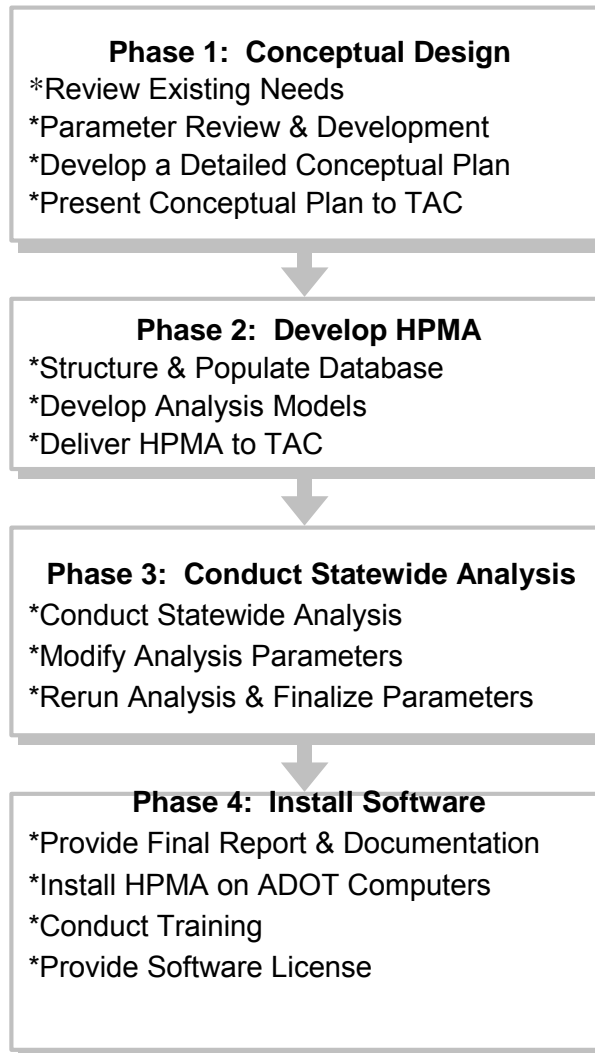 Phase 1: Conceptual Design
*Review Existing Needs
*Parameter Review & Development
*Develop a Detailed Conceptual Plan
*Present Conceptual Plan to TAC
Phase 2: Develop HPMA
*Structure & Populate Database
*Develop Analysis Models
*Deliver HPMA to TAC
Phase 3: Conduct Statewide Analysis
*Conduct Statewide Analysis
*Modify Analysis Parameters
*Rerun Analysis & Finalize Parameters
Phase 4: Install Software
*Provide Final Report & Documentation
*Install HPMA on ADOT Computers
*Conduct Training
*Provide Software License